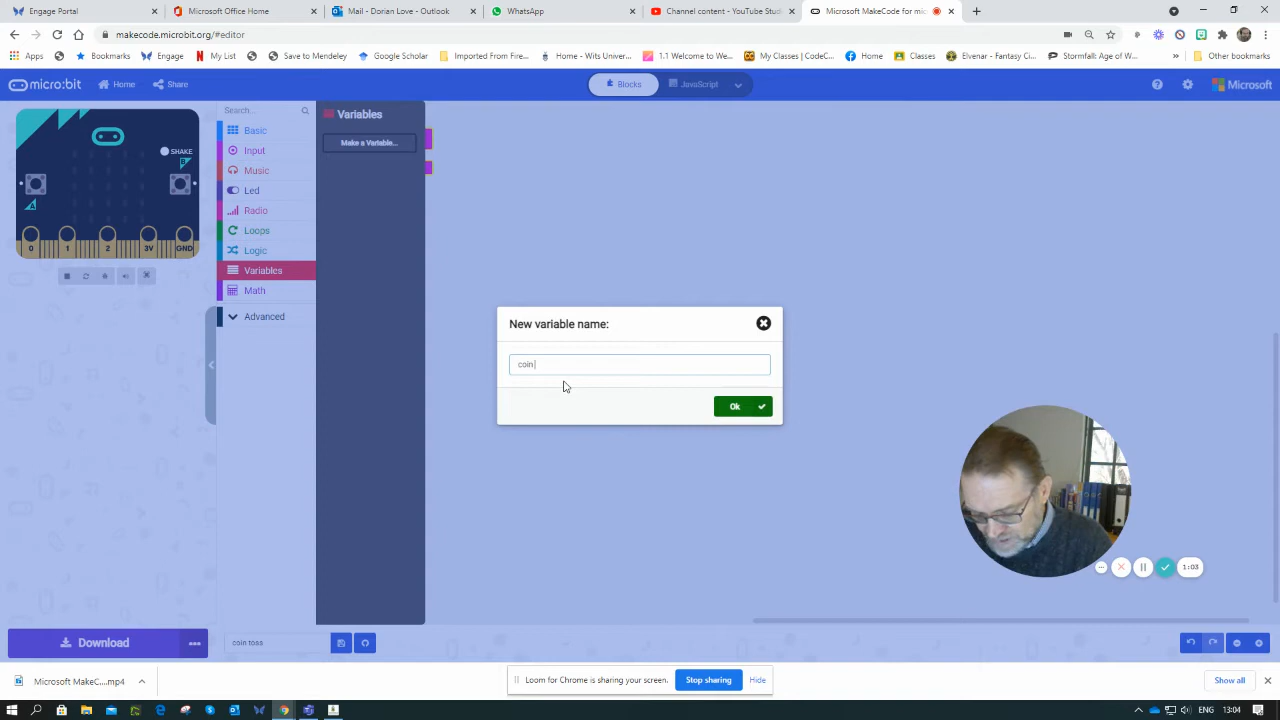 Engage Portal
Microsoft Office Home
Mail - Dorian Love - Outlook
WhatsApp
Channel content - YouTube Stud
Microsoft MakeCode for mic
makecode.microbit.org/#editor
Apps
Bookmarks
Engage
My List
Save to Mendeley
Google Scholar
Imported From Fire...
Home - Wits Univers...
1.1 Welcome to We...
My Classes | CodeC...
Home
Classes
Elvenar - Fantasy Ci...
Stormfall: Age of W...
Other bookmarks
micro:bit
Home
Share
Blocks
JavaScript
Microsoft
Search...
Variables
Make a Variable...
Basic
Input
Music
Led
Radio
Loops
Logic
Variables
Math
Advanced
SHAKE
B
A
0 1 2 3V GND
New variable name:
coin
Ok
1:03
Download
coin toss
Loom for Chrome is sharing your screen.
Stop sharing
Hide
Microsoft MakeC....mp4
Show all
ENG
13:04